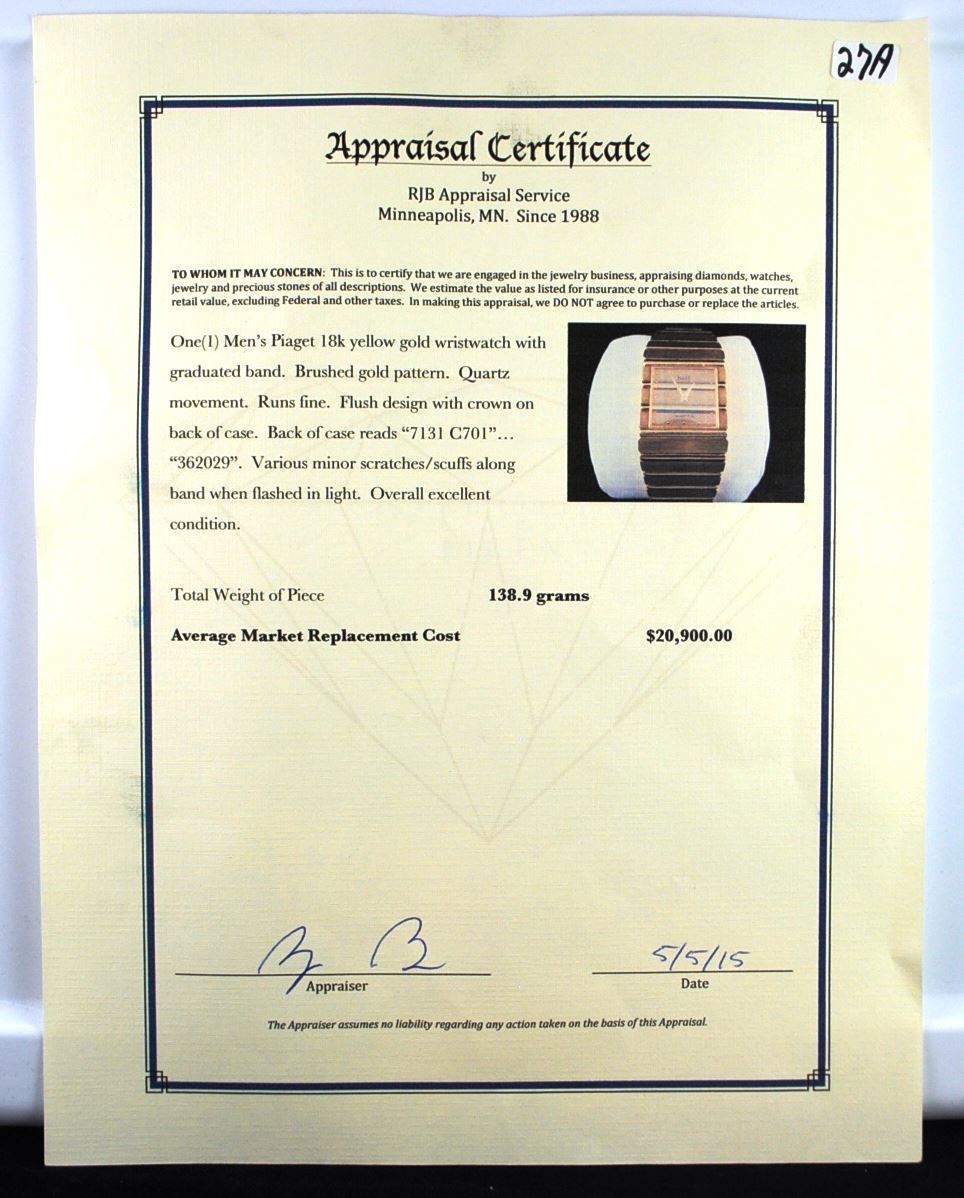 27A
Appraisal Certificate
by
RJB Appraisal Service
Minneapolis, MN. Since 1988
TO WHOM IT MAY CONCERN: This is to certify that we are engaged in the jewelry business, appraising diamonds, watches,
jewelry and precious stones of all descriptions. We estimate the value as listed for insurance or other purposes at the current
retail value, excluding Federal and other taxes. In making this appraisal, we DO NOT agree to purchase or replace the articles.
One(1) Men's Piaget 18k yellow gold wristwatch with
graduated band. Brushed gold pattern. Quartz
movement. Runs fine. Flush design with crown on
back of case. Back of case reads "7131 C701"...
"362029". Various minor scratches/scuffs along
band when flashed in light. Overall excellent
condition.
Total Weight of Piece 138.9 grams
Average Market Replacement Cost $20,900.00
5/5/15
Appraiser Date
The Appraiser assumes no liability regarding any action taken on the basis of this Appraisal.